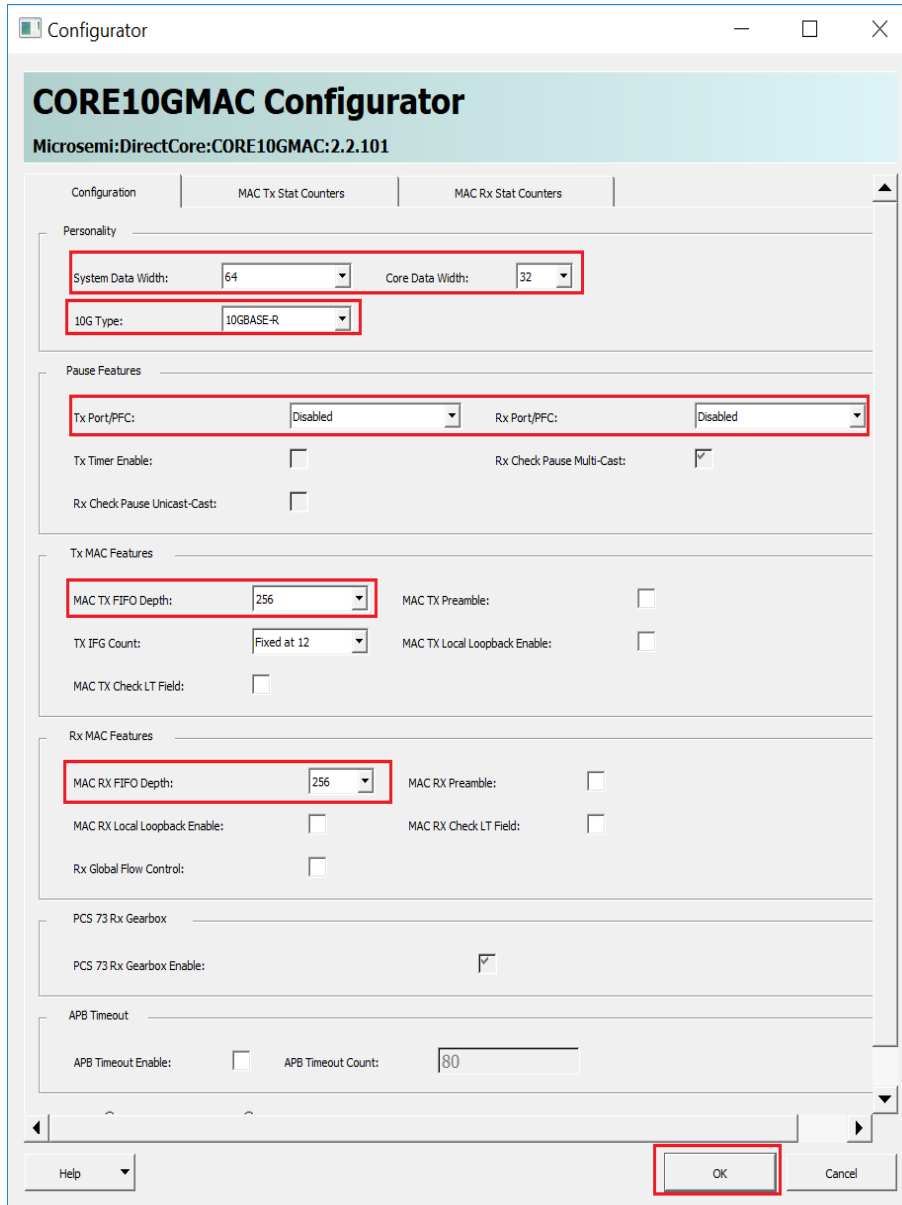 Configurator
CORE10GMAC Configurator
Microsemi:DirectCore:CORE10GMAC:2.2.101
Configuration MAC Tx Stat Counters MAC Rx Stat Counters
Personality
System Data Width: 64 Core Data Width: 32
10G Type: 10GBASE-R
Pause Features
Tx Port/PFC: Disabled Rx Port/PFC: Disabled
Tx Timer Enable: Rx Check Pause Multi-Cast:
Rx Check Pause Unicast-Cast:
Tx MAC Features
MAC TX FIFO Depth: 256 MAC TX Preamble:
TX IFG Count: Fixed at 12 MAC TX Local Loopback Enable:
MAC TX Check LT Field:
Rx MAC Features
MAC RX FIFO Depth: 256 MAC RX Preamble:
MAC RX Local Loopback Enable: MAC RX Check LT Field:
Rx Global Flow Control:
PCS 73 Rx Gearbox
PCS 73 Rx Gearbox Enable:
APB Timeout
APB Timeout Enable: APB Timeout Count: 80
Help OK Cancel